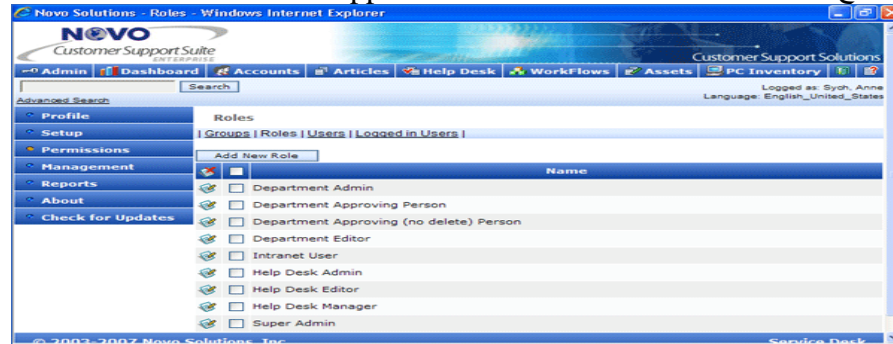 Novo Solutions - Roles - Windows Internet Explorer
NOVO
Customer Support Suite
ENTERPRISE
Customer Support Solutions
Admin Dashboard Accounts Articles Help Desk WorkFlows Assets PC Inventory
Search
Logged as: Sych, Anne
Advanced Search
Language: English_United_States
Profile
Setup
Permissions
Management
Reports
About
Check for Updates
Roles
| Groups | Roles | Users | Logged in Users |
Add New Role
Name
Department Admin
Department Approving Person
Department Approving (no delete) Person
Department Editor
Intranet User
Help Desk Admin
Help Desk Editor
Help Desk Manager
Super Admin
© 2003-2007 Novo Solutions, Inc
Service Desk